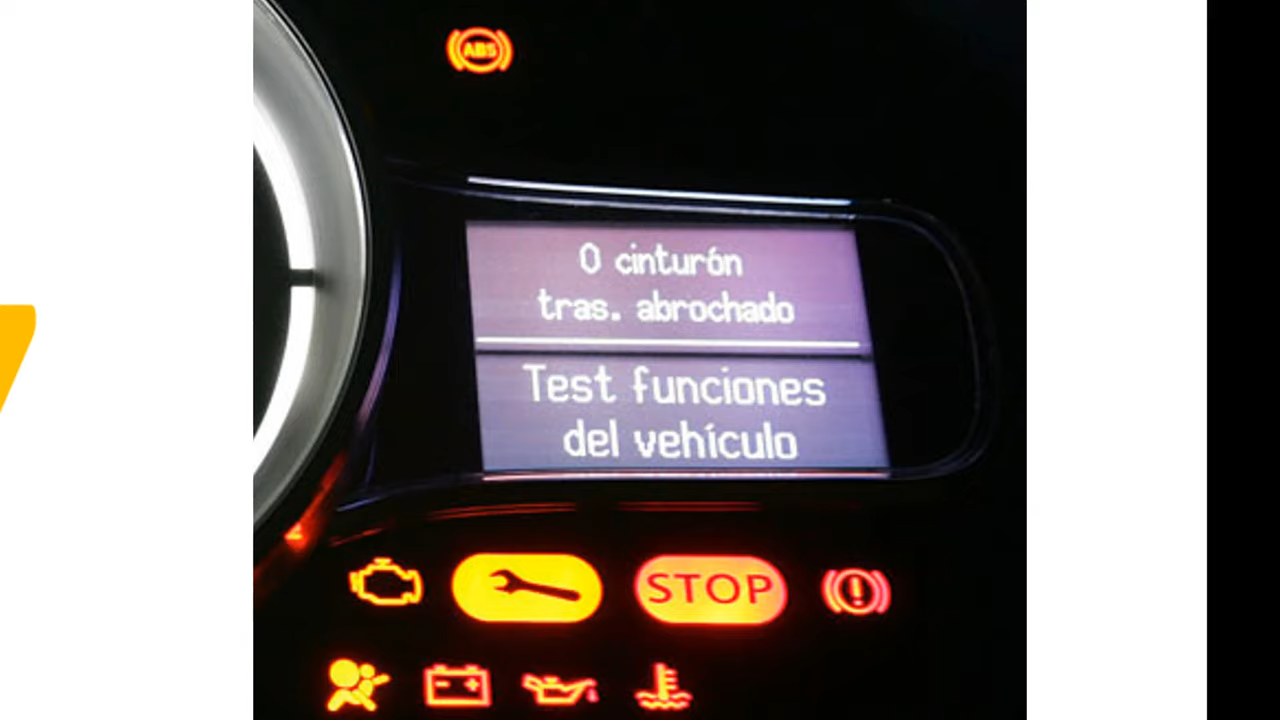 ABS
0 cinturón
tras. abrochado
Test funciones
del vehículo
STOP